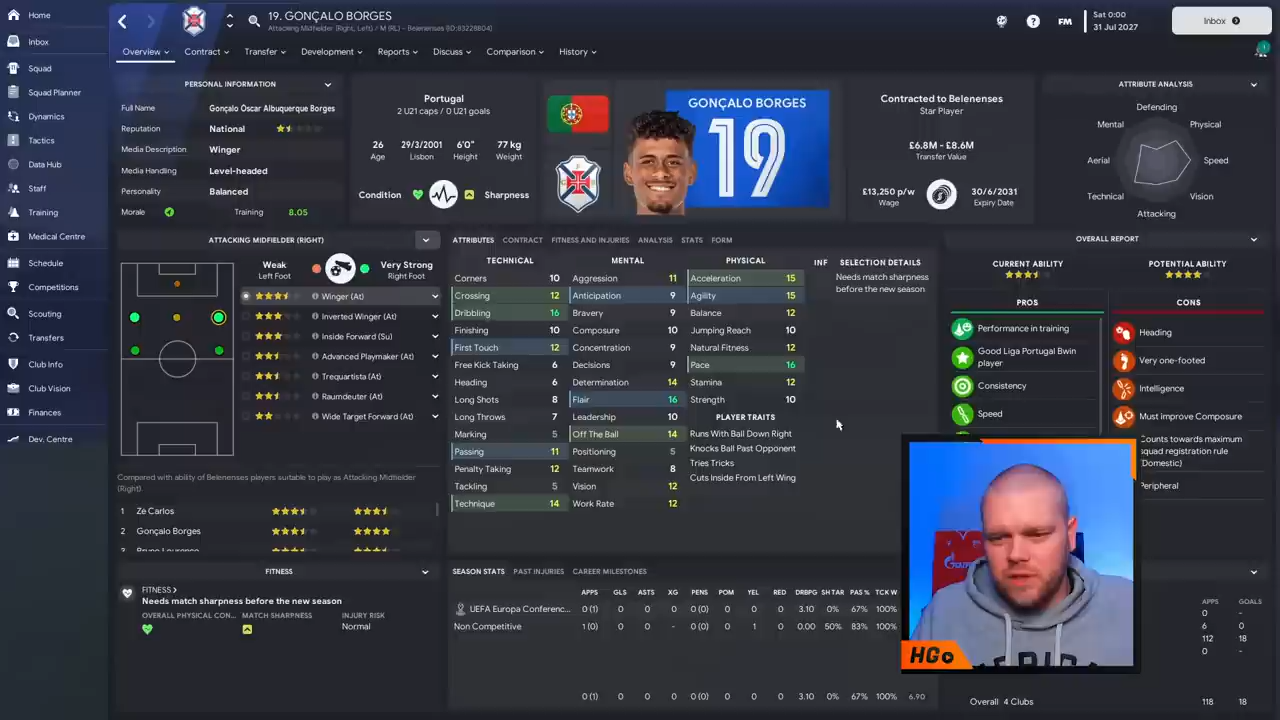 Home
Inbox
Squad
Squad Planner
Dynamics
Tactics
Data Hub
Staff
Training
Medical Centre
Schedule
Competitions
Scouting
Transfers
Club Info
Club Vision
Finances
Dev. Centre
19. GONÇALO BORGES
Attacking Midfielder (Right, Left) / M (RL) - Belenenses (ID:83228804)
FM
Sat 0:00
31 Jul 2027
Inbox
Overview Contract Transfer Development Reports Discuss Comparison History
PERSONAL INFORMATION
Full Name Gonçalo Óscar Albuquerque Borges
Reputation National
Media Description Winger
Media Handling Level-headed
Personality Balanced
Morale Training 8.05
Portugal
2 U21 caps / 0 U21 goals
26 29/3/2001 6'0" 77 kg
Age Lisbon Height Weight
Condition Sharpness
GONÇALO BORGES
19
Contracted to Belenenses
Star Player
£6.8M - £8.6M
Transfer Value
£13,250 p/w 30/6/2031
Wage Expiry Date
ATTRIBUTE ANALYSIS
Defending
Mental Physical
Aerial Speed
Technical Vision
Attacking
ATTACKING MIDFIELDER (RIGHT)
Weak Very Strong
Left Foot Right Foot
Winger (At)
Inverted Winger (At)
Inside Forward (Su)
Advanced Playmaker (At)
Trequartista (At)
Raumdeuter (At)
Wide Target Forward (At)
Compared with ability of Belenenses players suitable to play as Attacking Midfielder
(Right).
1 Zé Carlos
2 Gonçalo Borges
3 Bruno Lourenço
ATTRIBUTES CONTRACT FITNESS AND INJURIES ANALYSIS STATS FORM
TECHNICAL MENTAL PHYSICAL INF SELECTION DETAILS
Corners 10 Aggression 11 Acceleration 15 Needs match sharpness
before the new season
Crossing 12 Anticipation 9 Agility 15
Dribbling 16 Bravery 9 Balance 12
Finishing 10 Composure 10 Jumping Reach 10
First Touch 12 Concentration 9 Natural Fitness 12
Free Kick Taking 6 Decisions 9 Pace 16
Heading 6 Determination 14 Stamina 12
Long Shots 8 Flair 16 Strength 10
Long Throws 7 Leadership 10 PLAYER TRAITS
Marking 5 Off The Ball 14 Runs With Ball Down Right
Passing 11 Positioning 5 Knocks Ball Past Opponent
Penalty Taking 12 Teamwork 8 Tries Tricks
Tackling 5 Vision 12 Cuts Inside From Left Wing
Technique 14 Work Rate 12
OVERALL REPORT
CURRENT ABILITY POTENTIAL ABILITY
PROS CONS
Performance in training
Good Liga Portugal Bwin
player
Consistency
Speed
Heading
Very one-footed
Intelligence
Must improve Composure
Counts towards maximum
squad registration rule
(Domestic)
Peripheral
FITNESS
FITNESS >
Needs match sharpness before the new season
OVERALL PHYSICAL CON... MATCH SHARPNESS INJURY RISK
Normal
SEASON STATS PAST INJURIES CAREER MILESTONES
APPS GLS ASTS XG PENS POM YEL RED DRBPG SH TAR PAS % TCK W
UEFA Europa Conferenc... 0 (1) 0 0 0 0 (0) 0 0 0 3.10 0% 67% 100%
Non Competitive 1 (0) 0 0 - 0 (0) 0 1 0 0.00 50% 83% 100%
0 (1) 0 0 0 0 (0) 0 0 0 3.10 0% 67% 100% 6.90
APPS GOALS
0 -
6 0
112 18
0 -
Overall 4 Clubs 118 18
HG